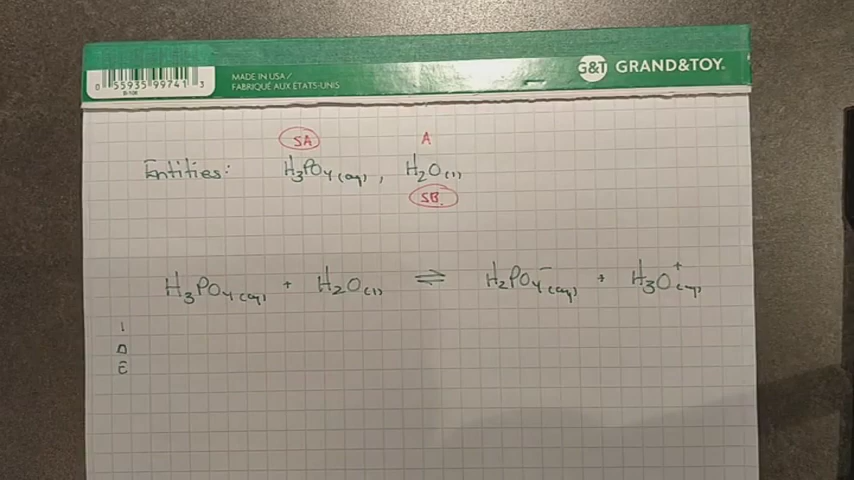 G&T GRAND&TOY.
MADE IN USA /
FABRIQUÉ AUX ÉTATS-UNIS
0 55935 99741 3
SA A
Entities: H₃PO₄(aq), H₂O(l)
SB.
H₃PO₄(aq) + H₂O(l) ⇌ H₂PO₄⁻(aq) + H₃O⁺(aq)
I
Δ
E